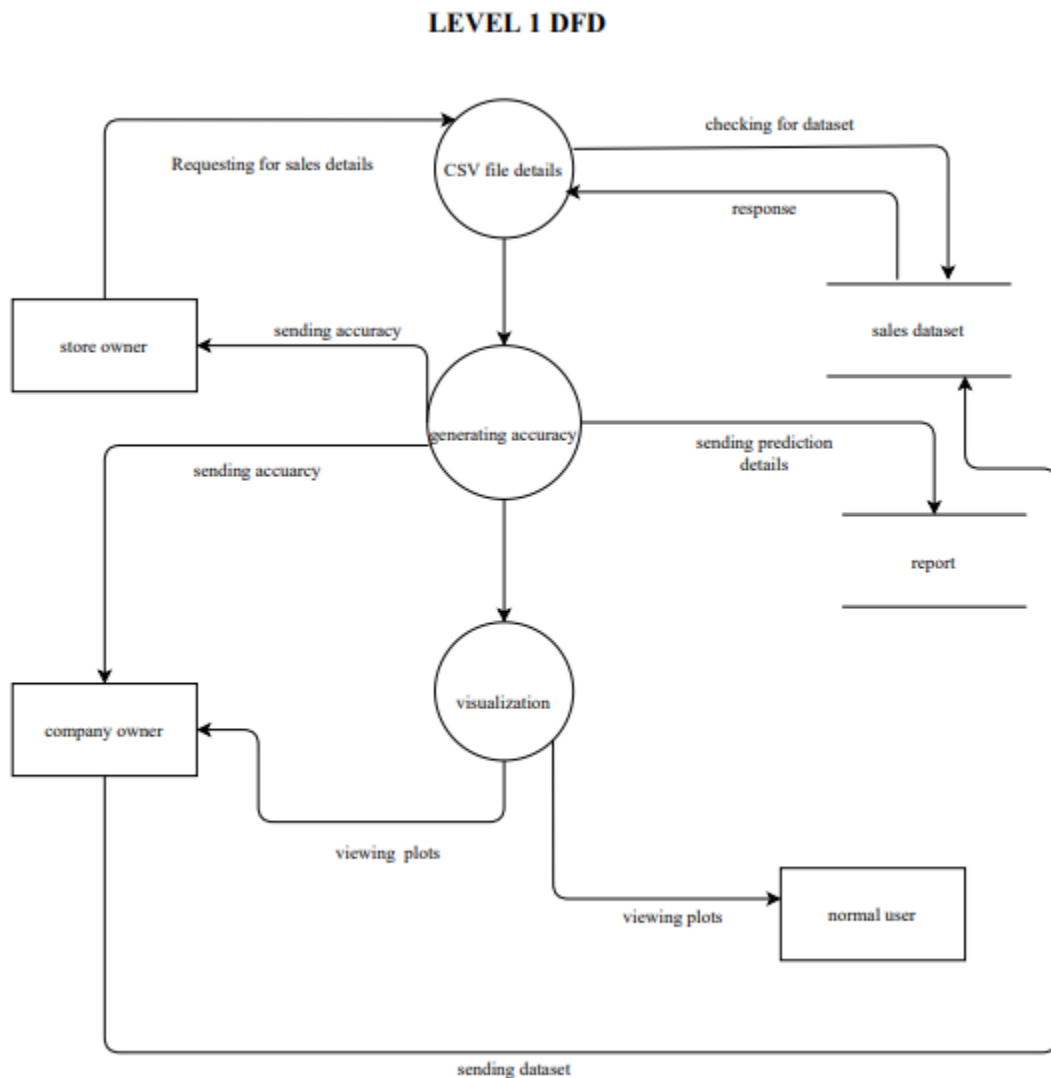 LEVEL 1 DFD
checking for dataset
Requesting for sales details
CSV file details
response
sending accuracy
sales dataset
store owner
generating accuracy
sending prediction
details
sending accuarcy
report
visualization
company owner
viewing plots
viewing plots
normal user
sending dataset